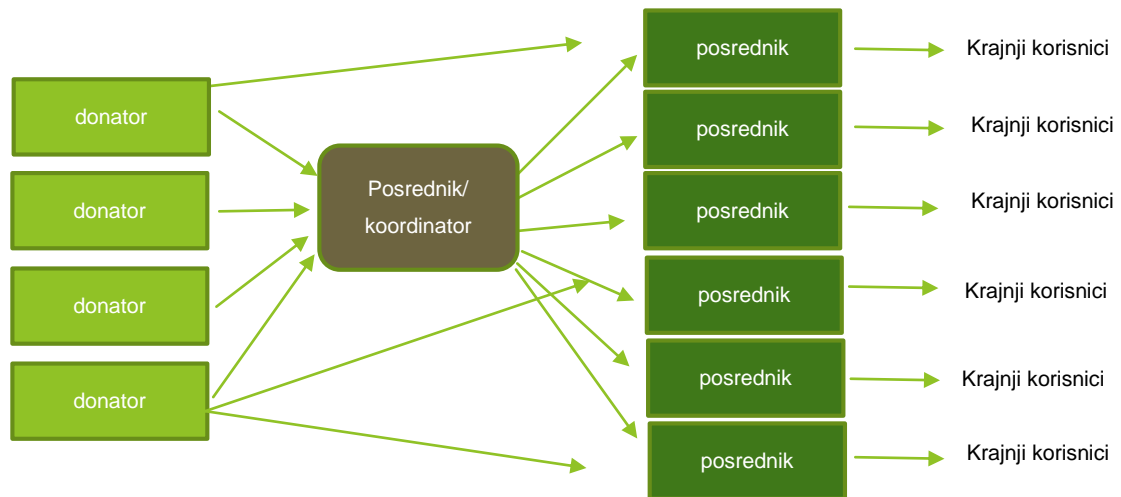 donator
donator
donator
donator
Posrednik/
koordinator
posrednik
Krajnji korisnici
posrednik
Krajnji korisnici
posrednik
Krajnji korisnici
posrednik
Krajnji korisnici
posrednik
Krajnji korisnici
posrednik
Krajnji korisnici